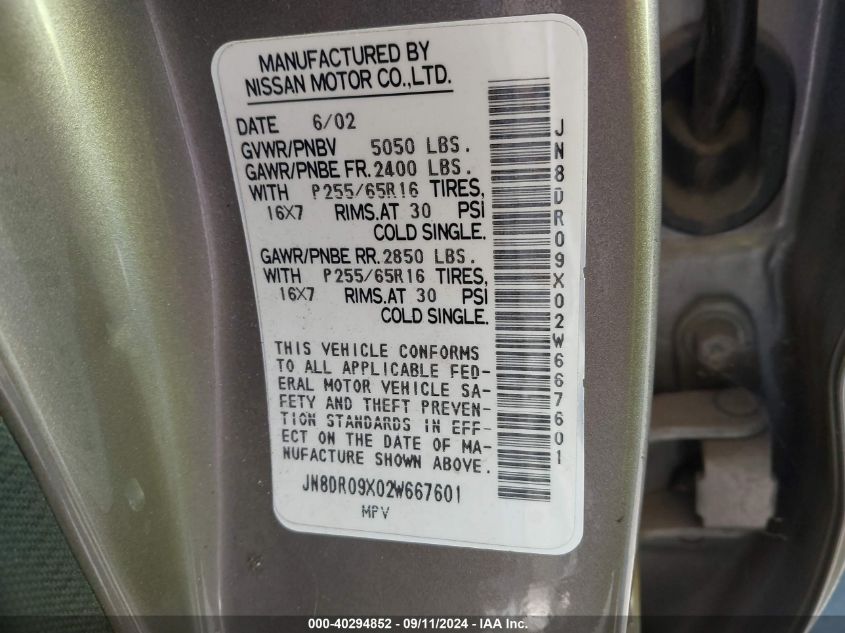 MANUFACTURED BY
NISSAN MOTOR CO.,LTD.
DATE 6/02
GVWR/PNBV 5050 LBS.
GAWR/PNBE FR. 2400 LBS.
WITH P255/65R16 TIRES,
16X7 RIMS.AT 30 PSI
COLD SINGLE.
GAWR/PNBE RR. 2850 LBS.
WITH P255/65R16 TIRES,
16X7 RIMS.AT 30 PSI
COLD SINGLE.
THIS VEHICLE CONFORMS
TO ALL APPLICABLE FED-
ERAL MOTOR VEHICLE SA-
FETY AND THEFT PREVEN-
TION STANDARDS IN EFF-
ECT ON THE DATE OF MA-
NUFACTURE SHOWN ABOVE.
JN8DR09X02W667601
MPV
JN8DR09X02W667601
000-40294852 - 09/11/2024 - IAA Inc.